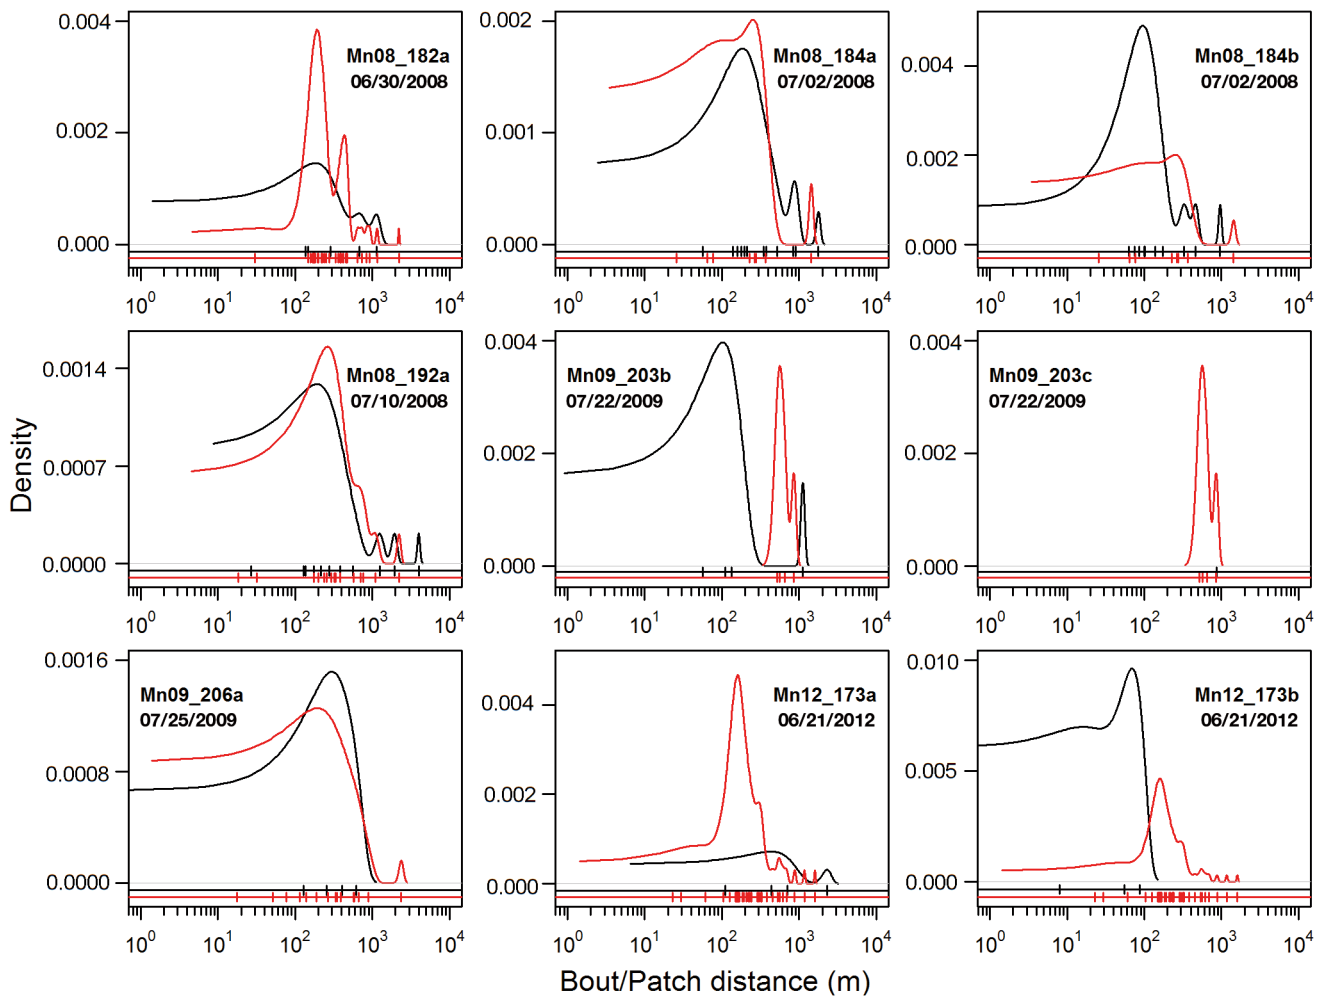 0.004
0.002
0.000
Mn08_182a
06/30/2008
10^0 10^1 10^2 10^3 10^4
0.002
0.001
0.000
Mn08_184a
07/02/2008
10^0 10^1 10^2 10^3 10^4
0.004
0.002
0.000
Mn08_184b
07/02/2008
10^0 10^1 10^2 10^3 10^4
Density
0.0014
0.0007
0.0000
Mn08_192a
07/10/2008
10^0 10^1 10^2 10^3 10^4
0.004
0.002
0.000
Mn09_203b
07/22/2009
10^0 10^1 10^2 10^3 10^4
0.004
0.002
0.000
Mn09_203c
07/22/2009
10^0 10^1 10^2 10^3 10^4
0.0016
0.0008
0.0000
Mn09_206a
07/25/2009
10^0 10^1 10^2 10^3 10^4
0.004
0.002
0.000
Mn12_173a
06/21/2012
10^0 10^1 10^2 10^3 10^4
0.010
0.005
0.000
Mn12_173b
06/21/2012
10^0 10^1 10^2 10^3 10^4
Bout/Patch distance (m)